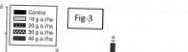 Control
10 g a.i/ha
20 g a.i/ha
30 g a.i/ha
40 g a.i/ha
Fig-3